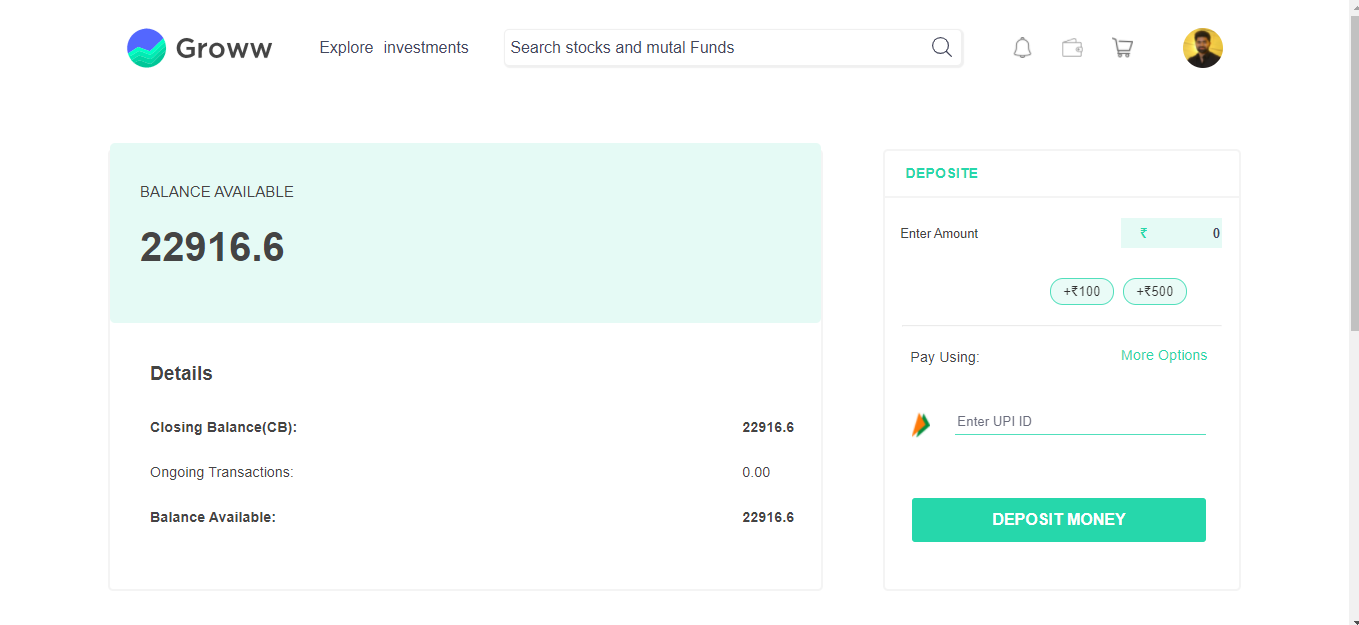 Groww
Explore investments
Search stocks and mutal Funds
BALANCE AVAILABLE
22916.6
Details
Closing Balance(CB): 22916.6
Ongoing Transactions: 0.00
Balance Available: 22916.6
DEPOSITE
Enter Amount ₹ 0
+₹100 +₹500
Pay Using: More Options
Enter UPI ID
DEPOSIT MONEY